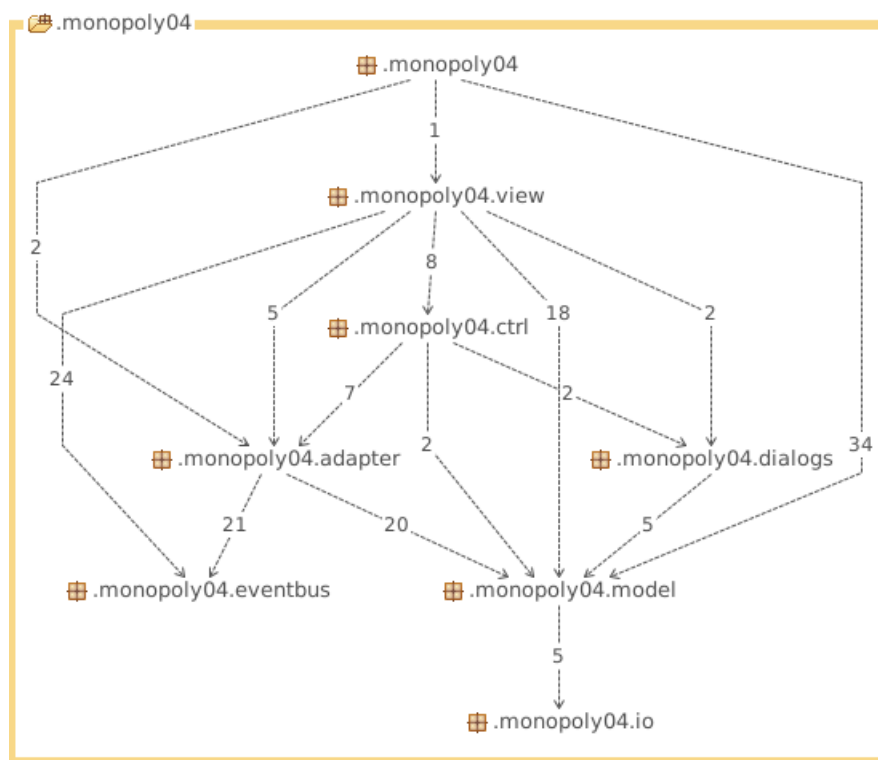 .monopoly04
.monopoly04
1
.monopoly04.view
2
8
5
18
2
.monopoly04.ctrl
24
7
2
2
34
.monopoly04.adapter
.monopoly04.dialogs
21
20
5
.monopoly04.eventbus
.monopoly04.model
5
.monopoly04.io